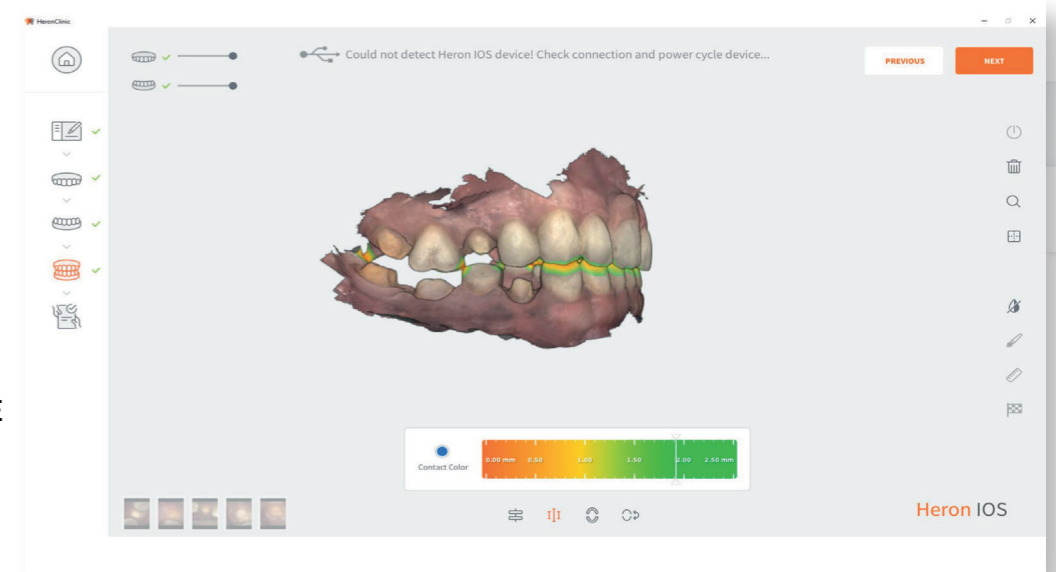 HeronClinic
Could not detect Heron IOS device! Check connection and power cycle device...
PREVIOUS
NEXT
E
Contact Color
0.00 mm 0.50 1.00 1.50 2.00 2.50 mm
Heron IOS